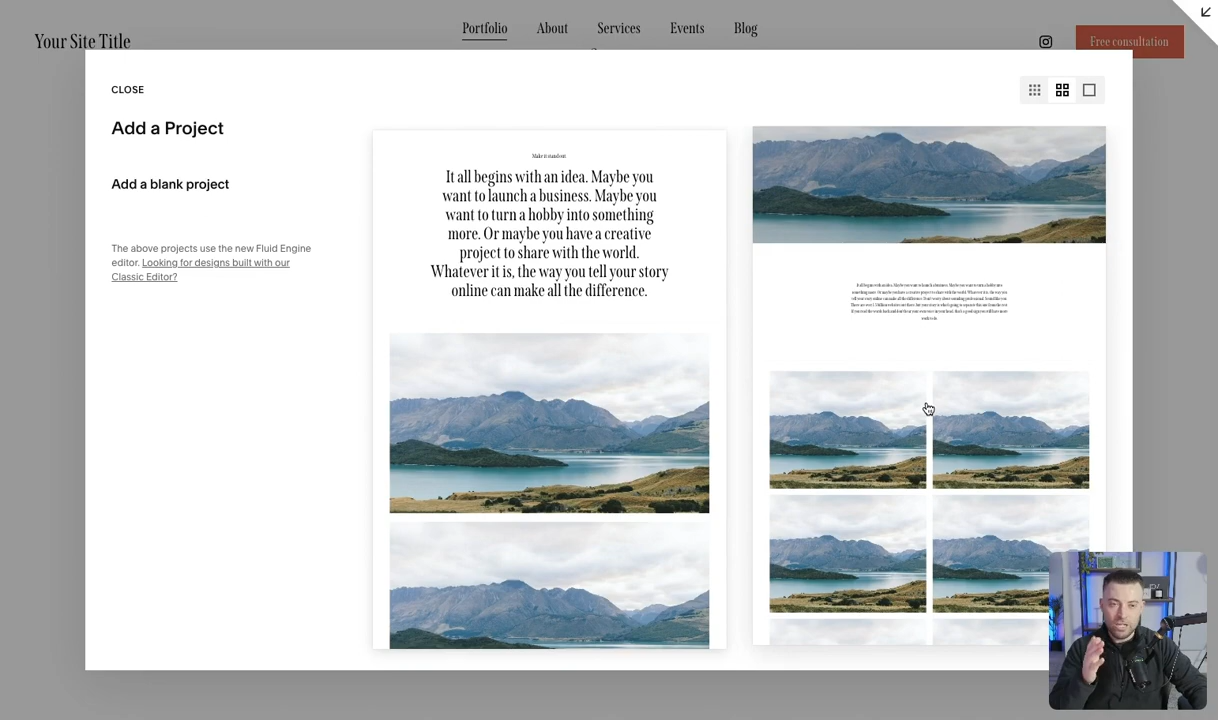 Your Site Title
Portfolio
About
Services
Events
Blog
Free consultation
CLOSE
Add a Project
Add a blank project
The above projects use the new Fluid Engine
editor. Looking for designs built with our
Classic Editor?
Make it stand out
It all begins with an idea. Maybe you
want to launch a business. Maybe you
want to turn a hobby into something
more. Or maybe you have a creative
project to share with the world.
Whatever it is, the way you tell your story
online can make all the difference.